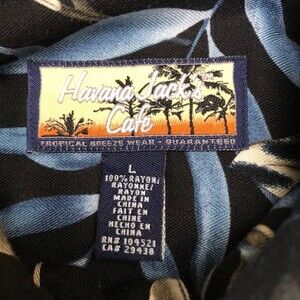 Havana Jack's
Cafe
TROPICAL BREEZE WEAR • GUARANTEED
L
100% RAYON/
RAYONNE/
RAYON
MADE IN
CHINA
FAIT EN
CHINE
HECHO EN
CHINA
RN# 104521
CA# 29438